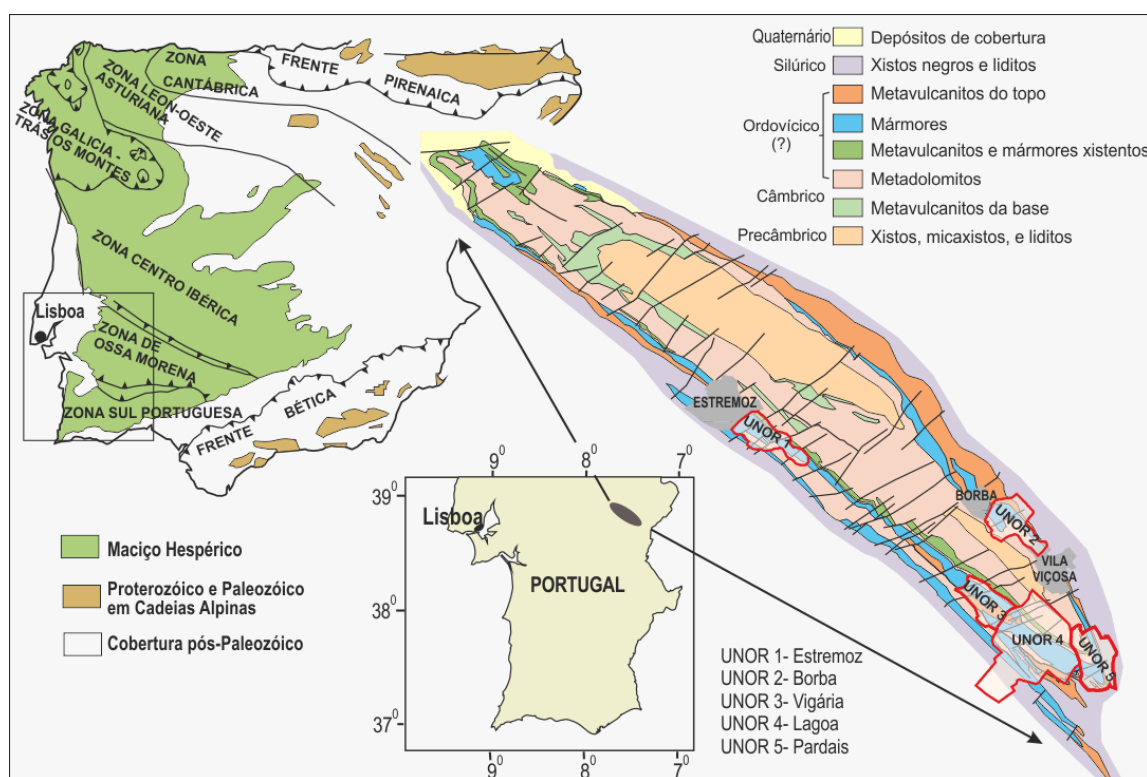 ZONA
CANTÁBRICA
ZONA LEON-OESTE
ASTURIANA
ZONA GALICIA -
TRÁS OS MONTES
FRENTE
PIRENAICA
ZONA CENTRO IBÉRICA
Lisboa
ZONA DE
OSSA MORENA
ZONA SUL PORTUGUESA
FRENTE
BÉTICA
Maciço Hespérico
Proterozóico e Paleozóico
em Cadeias Alpinas
Cobertura pós-Paleozóico
Quaternário
Depósitos de cobertura
Silúrico
Xistos negros e liditos
Metavulcanitos do topo
Ordovícico
(?)
Mármores
Metavulcanitos e mármores xistentos
Metadolomitos
Câmbrico
Metavulcanitos da base
Precâmbrico
Xistos, micaxistos, e liditos
ESTREMOZ
UNOR 1
BORBA
UNOR 2
VILA
VIÇOSA
UNOR 3
UNOR 4
UNOR 5
9⁰
8⁰
7⁰
39⁰
Lisboa
PORTUGAL
38⁰
37⁰
9⁰
8⁰
7⁰
UNOR 1- Estremoz
UNOR 2- Borba
UNOR 3- Vigária
UNOR 4- Lagoa
UNOR 5- Pardais